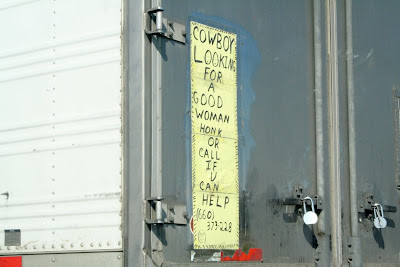 COWBOY
LOOKING
FOR
A
GOOD
WOMAN
HONK
OR
CALL
IF
U
CAN
HELP
(660)